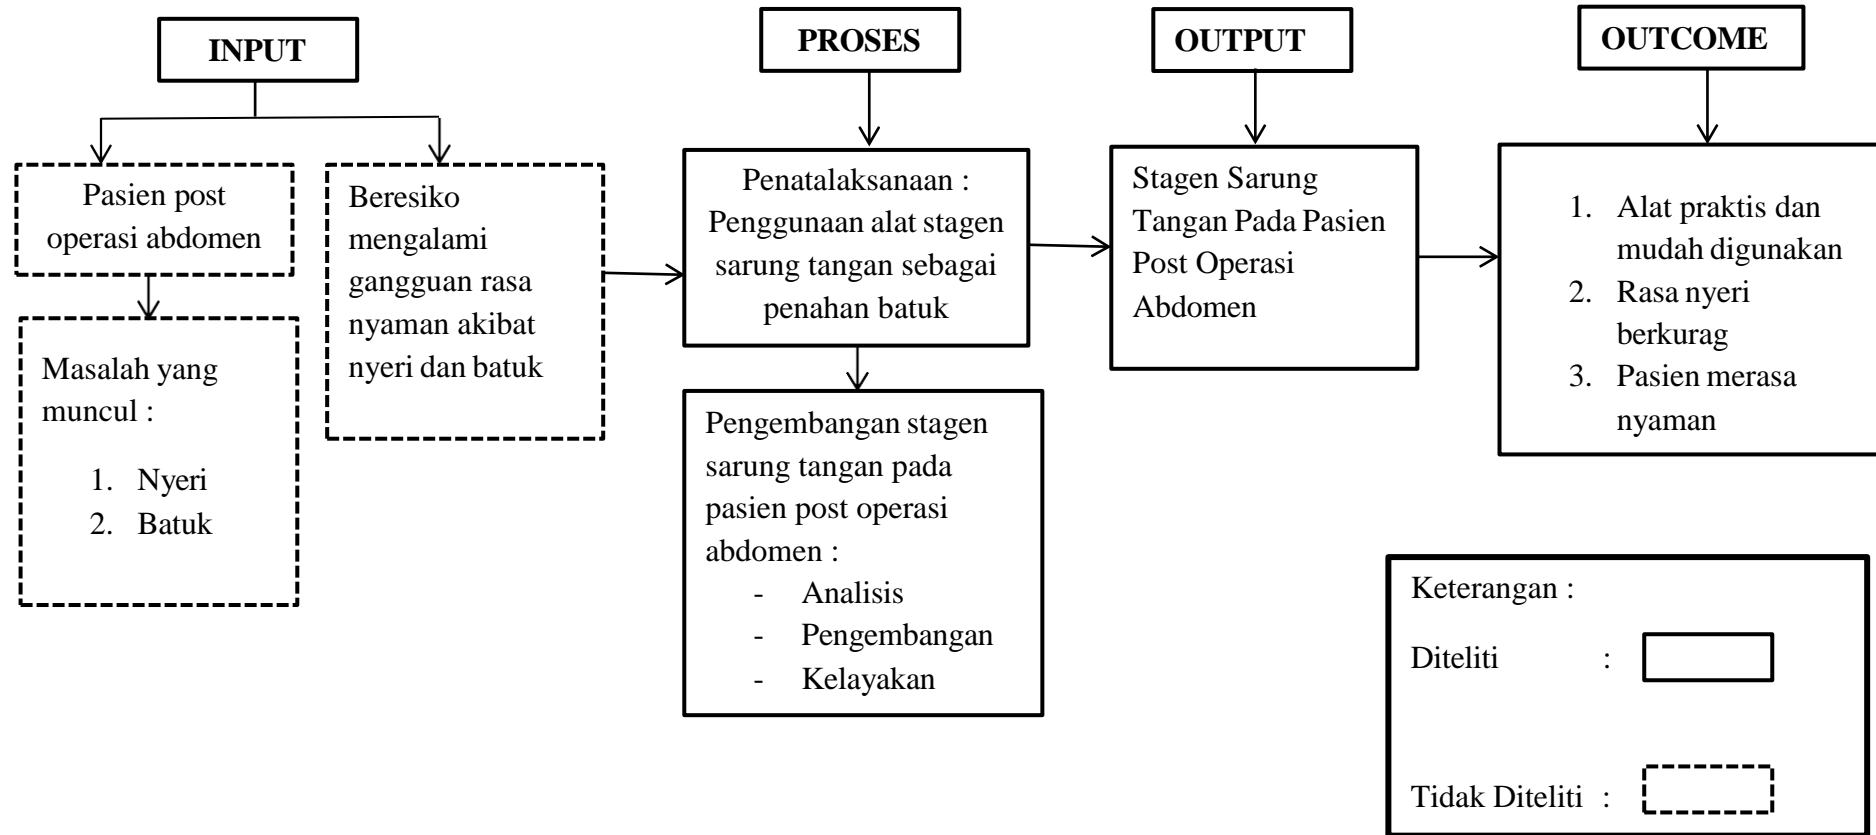 INPUT
PROSES
OUTPUT
OUTCOME
Pasien post
operasi abdomen
Masalah yang
muncul :
1. Nyeri
2. Batuk
Beresiko
mengalami
gangguan rasa
nyaman akibat
nyeri dan batuk
Penatalaksanaan :
Penggunaan alat stagen
sarung tangan sebagai
penahan batuk
Pengembangan stagen
sarung tangan pada
pasien post operasi
abdomen :
- Analisis
- Pengembangan
- Kelayakan
Stagen Sarung
Tangan Pada Pasien
Post Operasi
Abdomen
1. Alat praktis dan
mudah digunakan
2. Rasa nyeri
berkurag
3. Pasien merasa
nyaman
Keterangan :
Diteliti :
Tidak Diteliti :